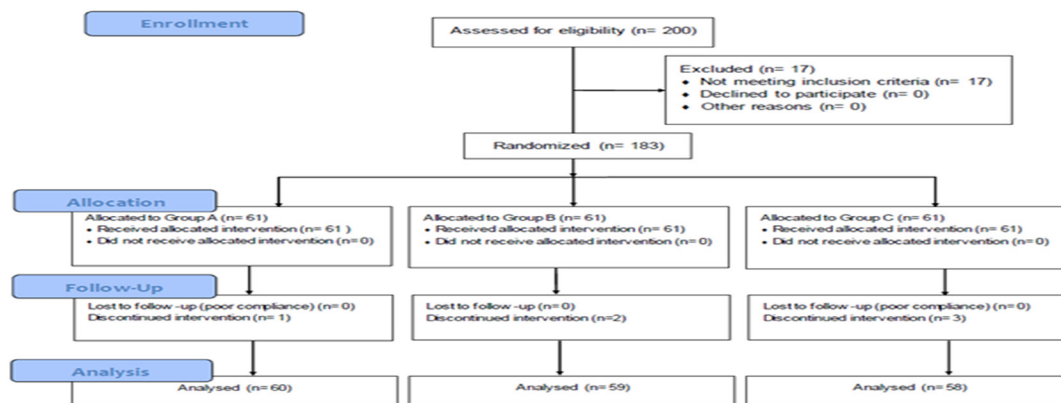 Enrollment
Assessed for eligibility (n= 200)
Excluded (n= 17)
♦ Not meeting inclusion criteria (n= 17)
♦ Declined to participate (n= 0)
♦ Other reasons (n= 0)
Randomized (n= 183)
Allocation
Allocated to Group A (n= 61)
• Received allocated intervention (n= 61 )
• Did not receive allocated intervention (n= 0)
Allocated to Group B (n= 61)
• Received allocated intervention (n= 61)
• Did not receive allocated intervention (n= 0)
Allocated to Group C (n= 61)
• Received allocated intervention (n= 61)
• Did not receive allocated intervention (n= 0)
Follow-Up
Lost to follow -up (poor compliance) (n= 0)
Discontinued intervention (n= 1)
Lost to follow -up (n= 0)
Discontinued intervention (n=2)
Lost to follow -up (poor compliance) (n= 0)
Discontinued intervention (n= 3)
Analysis
Analysed (n= 60)
Analysed (n= 59)
Analysed (n= 58)